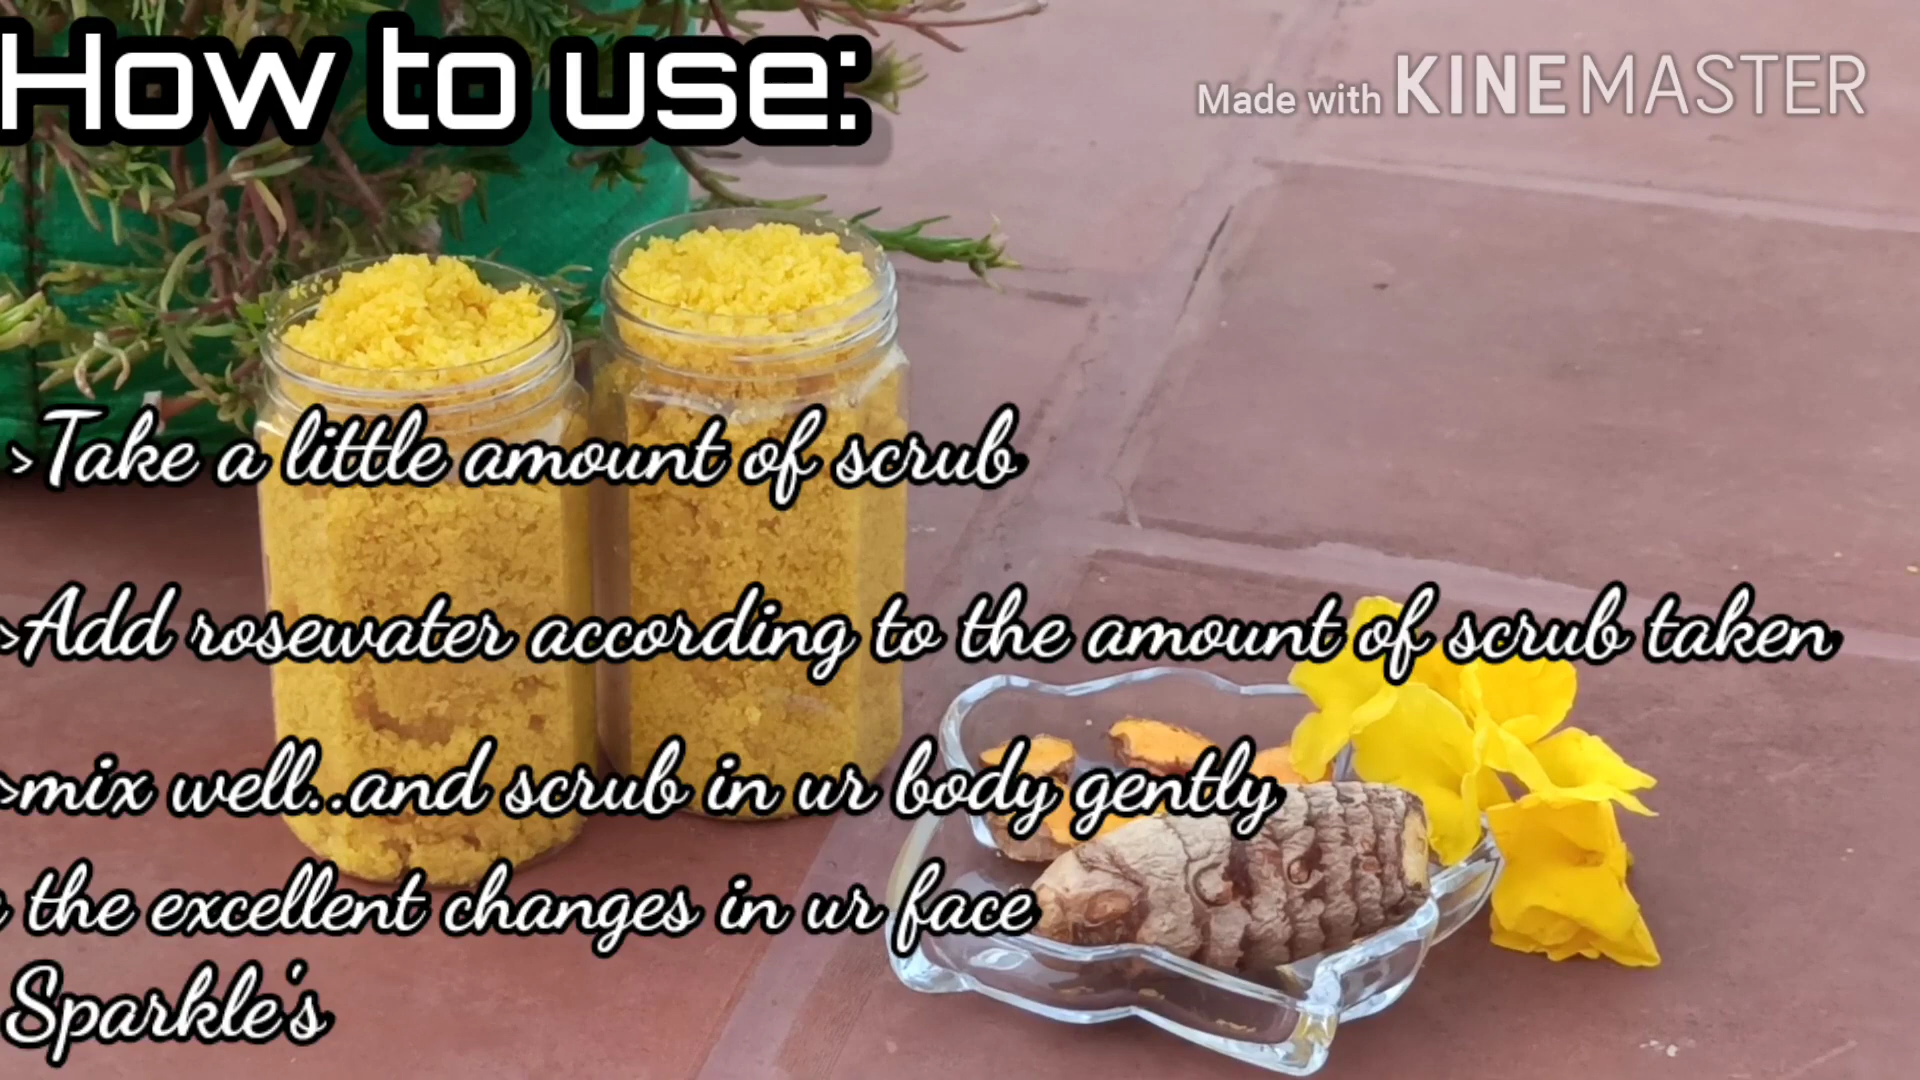 How to use:
Made with KINEMASTER
>Take a little amount of scrub
>Add rosewater according to the amount of scrub taken
>mix well..and scrub in ur body gently
the excellent changes in ur face
Sparkle's